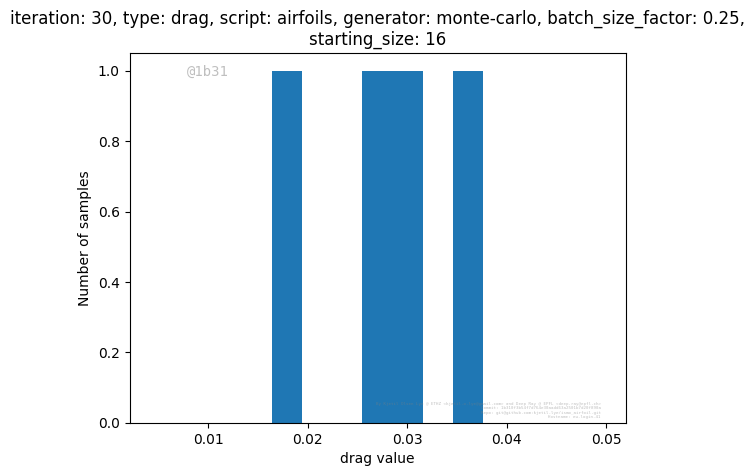 iteration: 30, type: drag, script: airfoils, generator: monte-carlo, batch_size_factor: 0.25,
starting_size: 16
@1b31
1.0
0.8
0.6
0.4
0.2
0.0
Number of samples
0.01
0.02
0.03
0.04
0.05
drag value